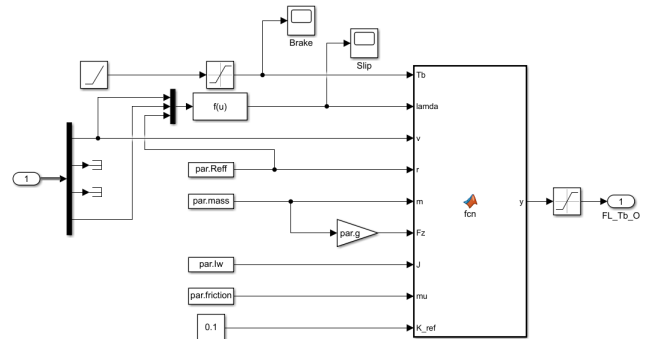 Brake
Slip
f(u)
1
par.Reff
par.mass
par.g
par.Iw
par.friction
0.1
Tb
lamda
v
r
m
Fz
J
mu
K_ref
fcn
y
1
FL_Tb_O